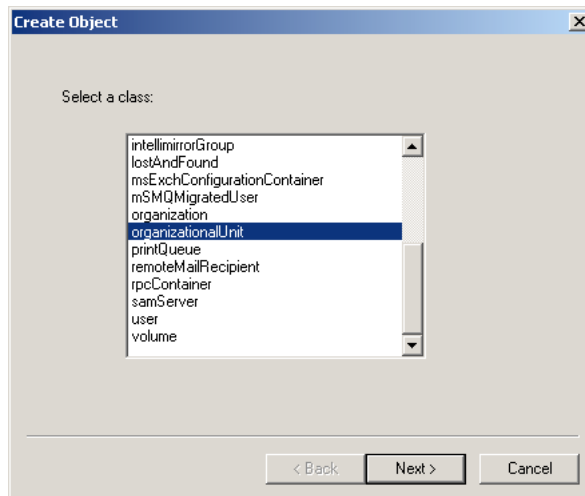 Create Object
Select a class:
intellimirrorGroup
lostAndFound
msExchConfigurationContainer
mSMQMigratedUser
organization
organizationalUnit
printQueue
remoteMailRecipient
rpcContainer
samServer
user
volume
< Back Next > Cancel